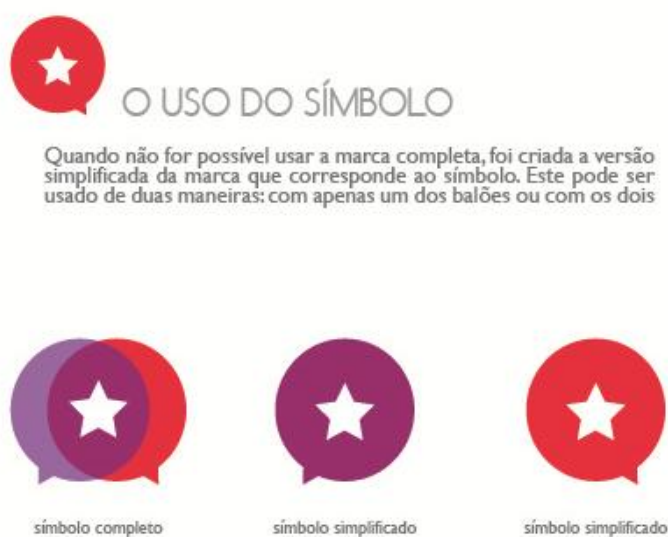 O USO DO SÍMBOLO
Quando não for possível usar a marca completa, foi criada a versão
simplificada da marca que corresponde ao símbolo. Este pode ser
usado de duas maneiras: com apenas um dos balões ou com os dois
símbolo completo
símbolo simplificado
símbolo simplificado